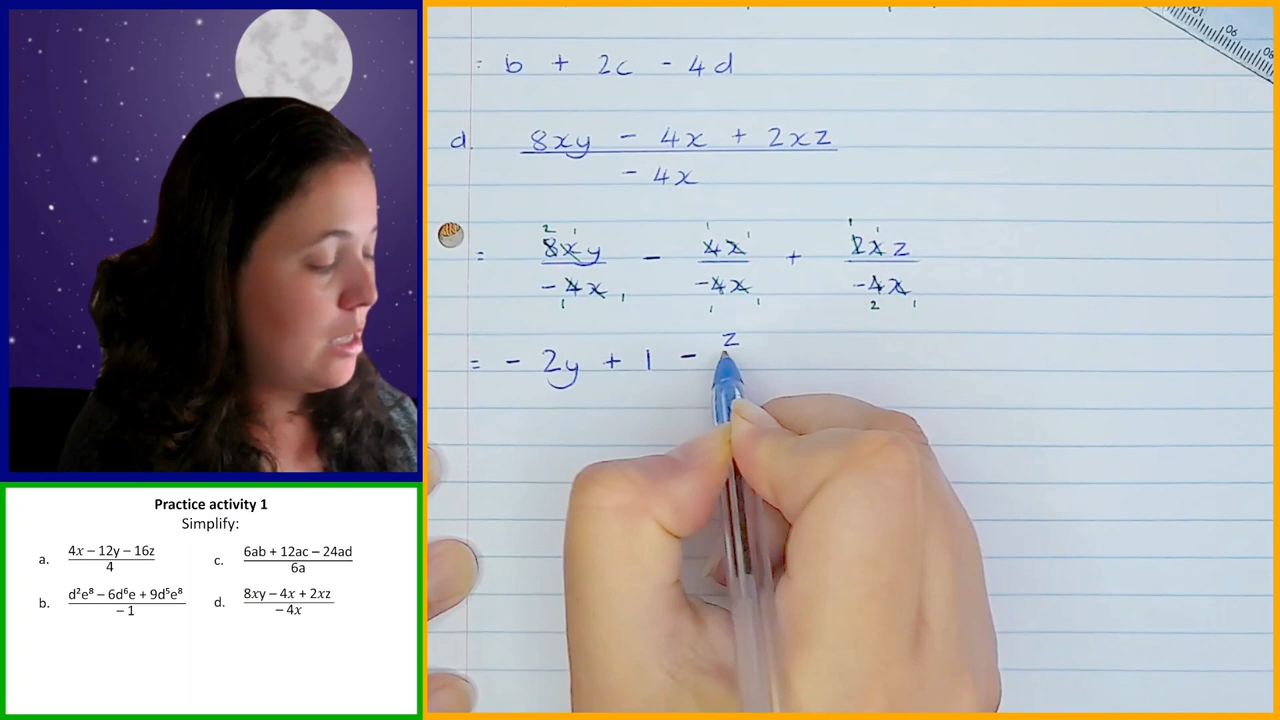 = b + 2c - 4d
d. 8xy - 4x + 2xz
- 4x
= 8xy/-4x - 4x/-4x + 2xz/-4x
= - 2y + 1 - z
Practice activity 1
Simplify:
a. 4x – 12y – 16z
4
c. 6ab + 12ac – 24ad
6a
b. d²e⁸ – 6d⁶e + 9d⁵e⁸
– 1
d. 8xy – 4x + 2xz
– 4x